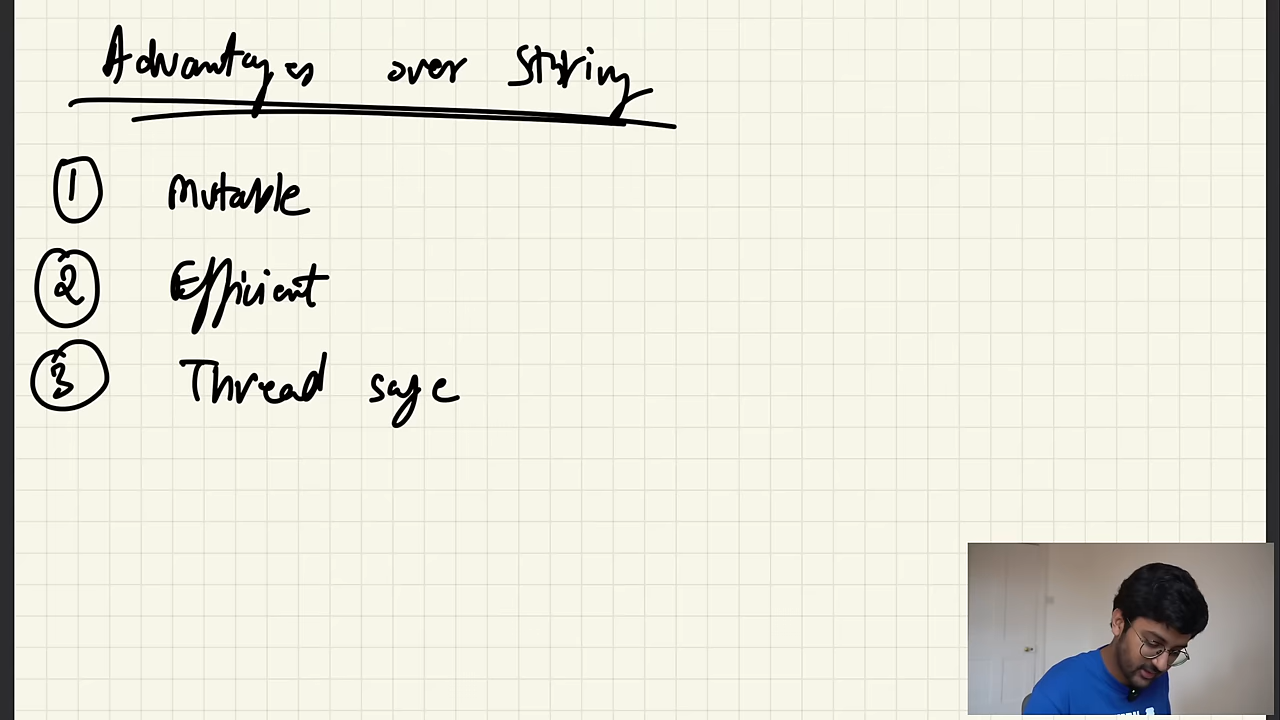 Advantages over String
1 Mutable
2 Efficient
3 Thread safe